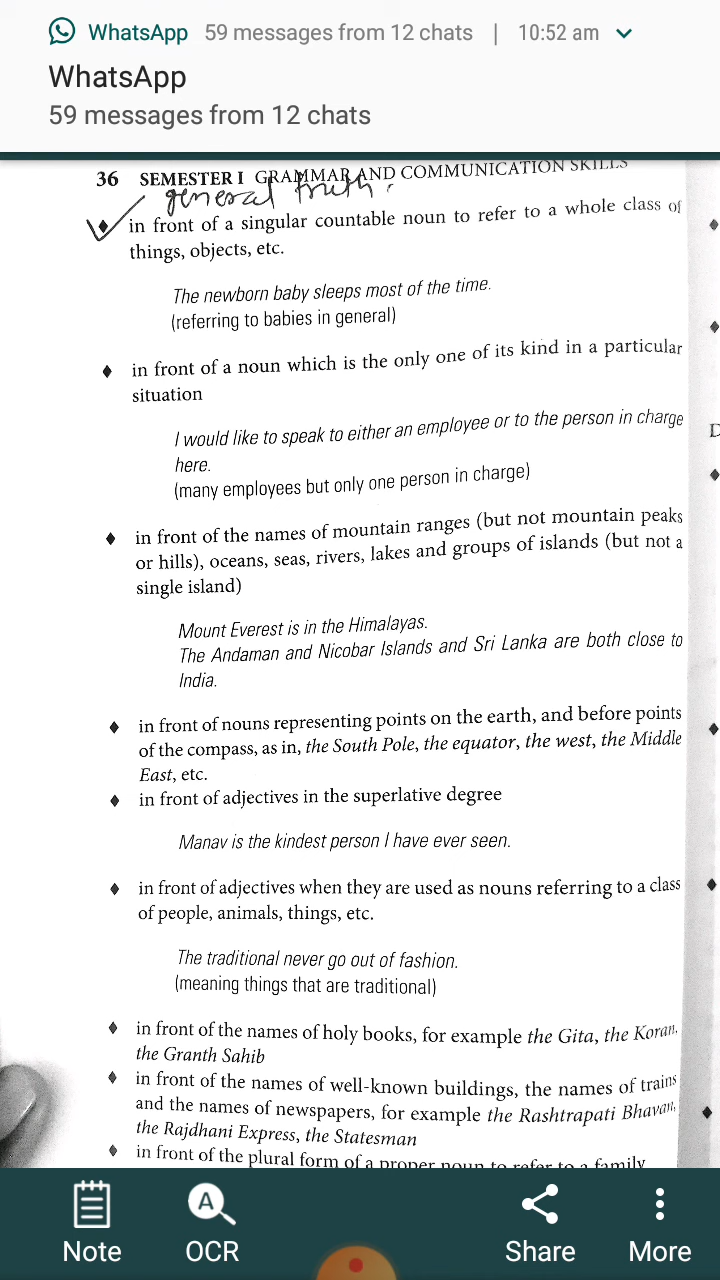 WhatsApp 59 messages from 12 chats | 10:52 am
WhatsApp
59 messages from 12 chats
36 SEMESTER I GRAMMAR AND COMMUNICATION SKILLS
general truth.
♦ in front of a singular countable noun to refer to a whole class of
things, objects, etc.
The newborn baby sleeps most of the time.
(referring to babies in general)
♦ in front of a noun which is the only one of its kind in a particular
situation
I would like to speak to either an employee or to the person in charge
here.
(many employees but only one person in charge)
♦ in front of the names of mountain ranges (but not mountain peaks
or hills), oceans, seas, rivers, lakes and groups of islands (but not a
single island)
Mount Everest is in the Himalayas.
The Andaman and Nicobar Islands and Sri Lanka are both close to
India.
♦ in front of nouns representing points on the earth, and before points
of the compass, as in, the South Pole, the equator, the west, the Middle
East, etc.
♦ in front of adjectives in the superlative degree
Manav is the kindest person I have ever seen.
♦ in front of adjectives when they are used as nouns referring to a class
of people, animals, things, etc.
The traditional never go out of fashion.
(meaning things that are traditional)
♦ in front of the names of holy books, for example the Gita, the Koran,
the Granth Sahib
♦ in front of the names of well-known buildings, the names of trains
and the names of newspapers, for example the Rashtrapati Bhavan,
the Rajdhani Express, the Statesman
♦ in front of the plural form of a proper noun to refer to a family
Note OCR Share More